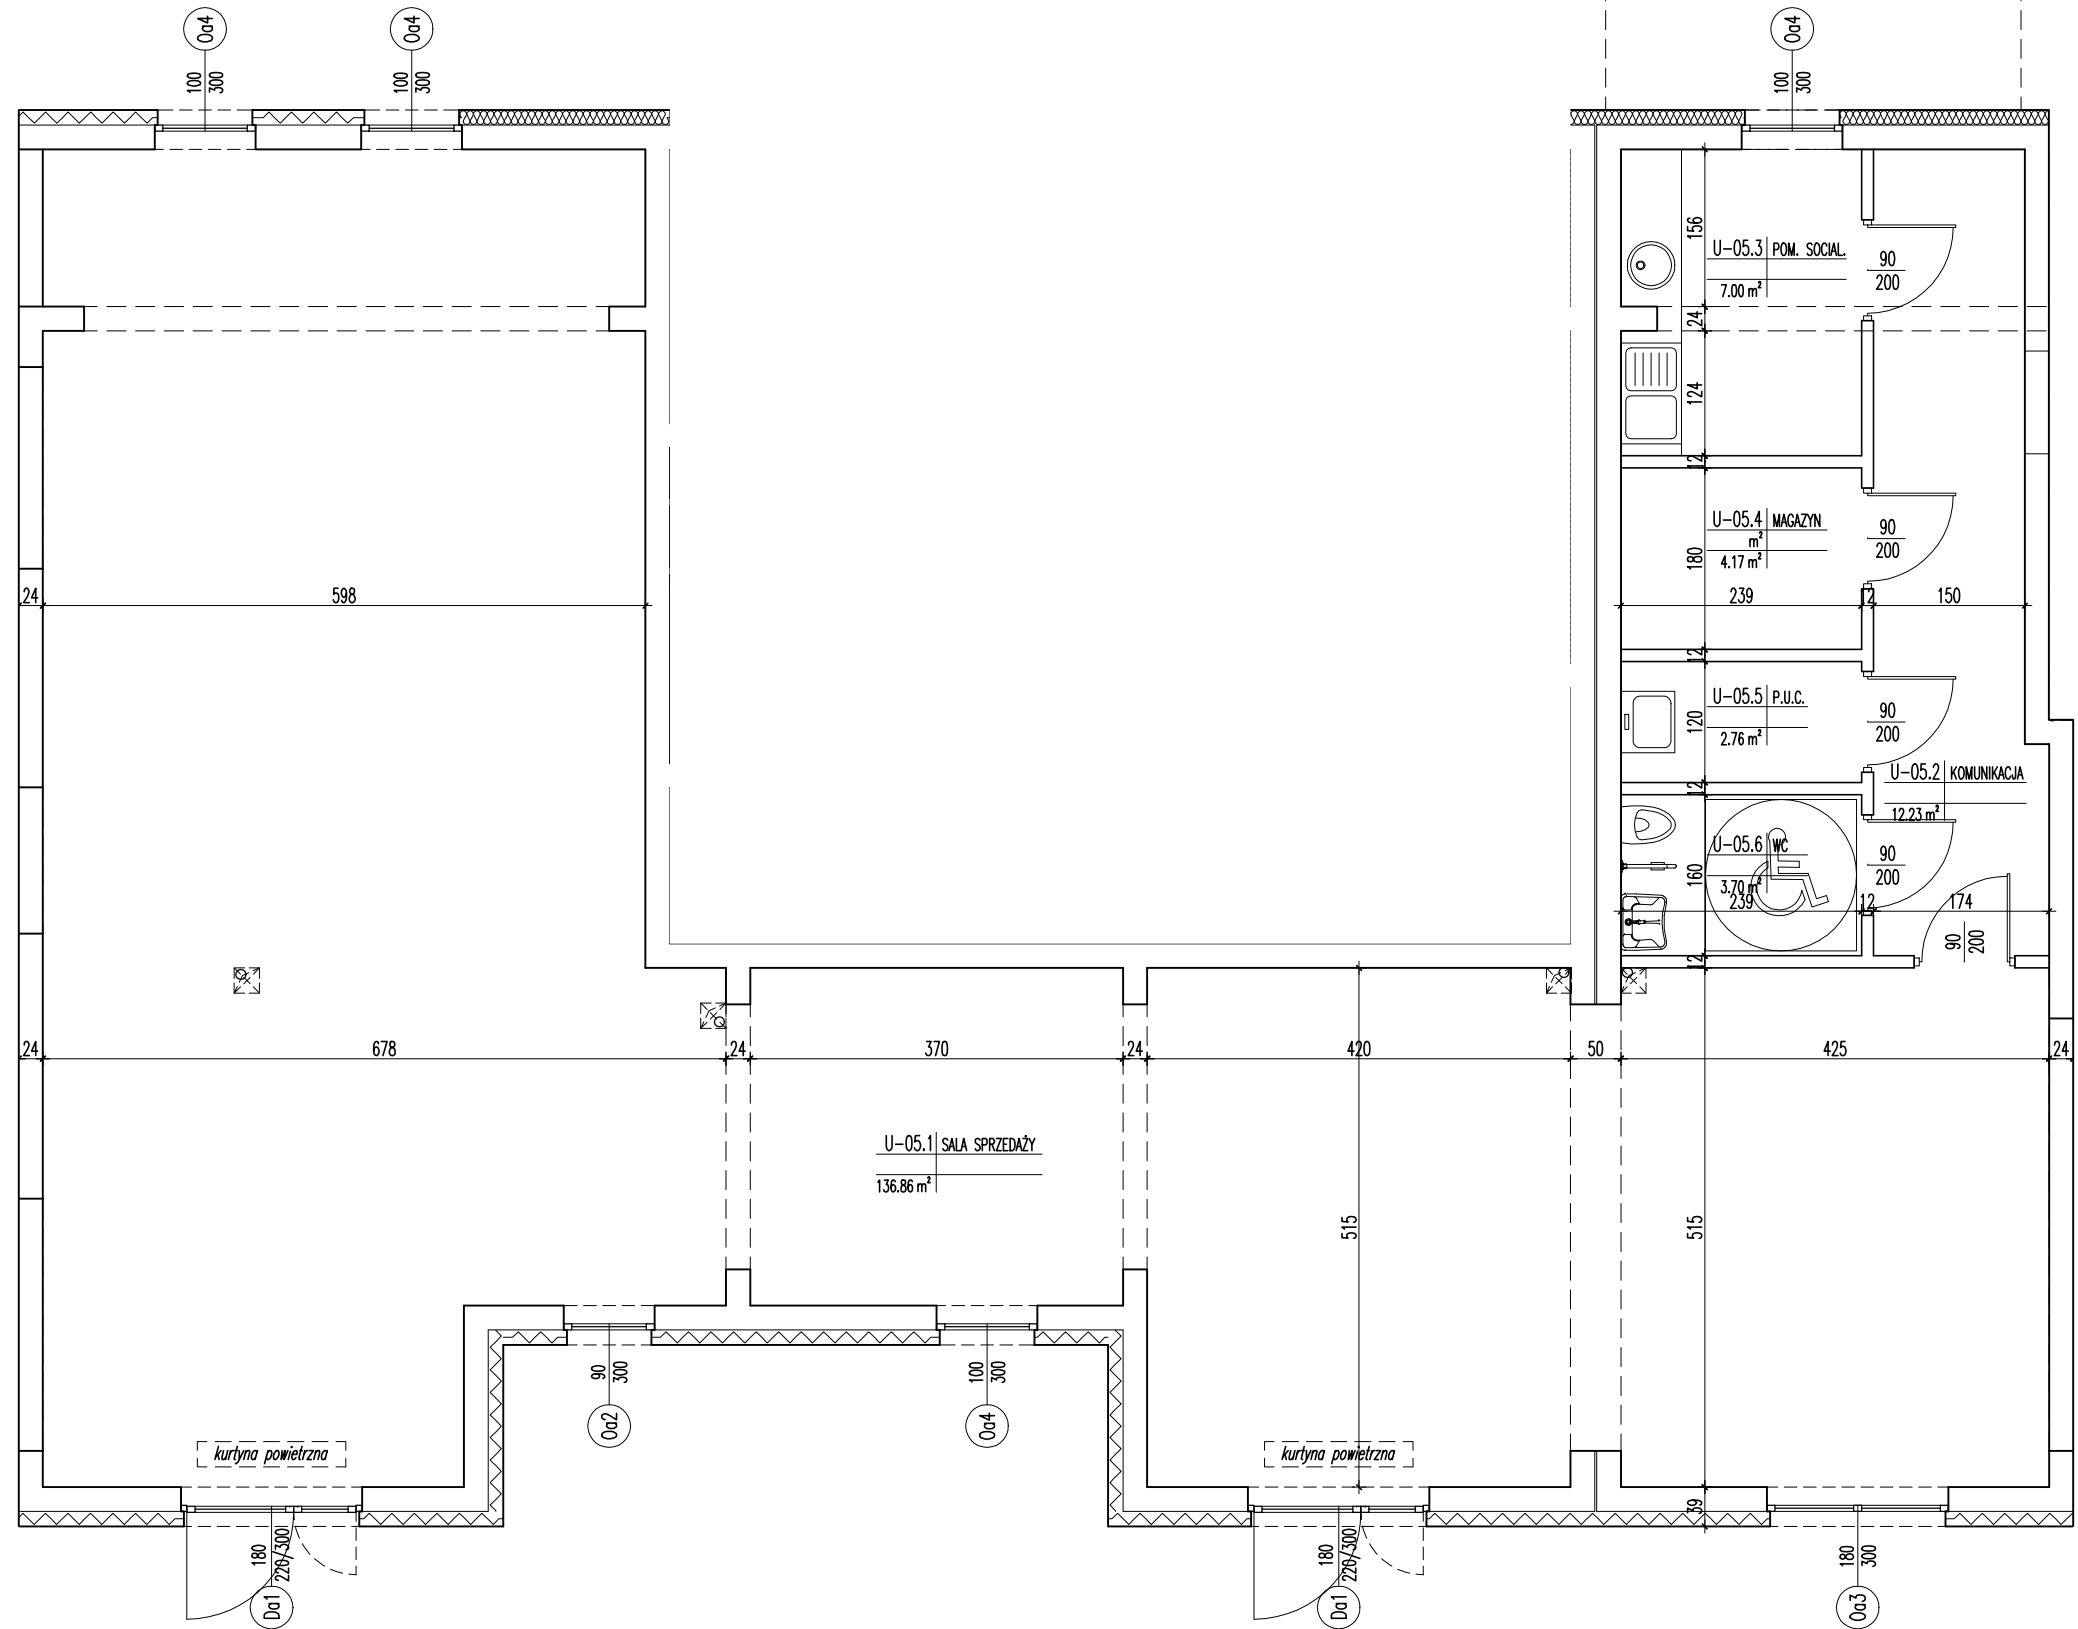 Oa4
Oa4
Oa4
100
300
100
300
100
300
156
U-05.3 POM. SOCIAL.
7.00 m²
90
200
24
124
12
U-05.4 MAGAZYN
m²
4.17 m²
90
200
180
24
598
239
12
150
12
U-05.5 P.U.C.
2.76 m²
90
200
120
U-05.2 KOMUNIKACJA
12.23 m²
12
U-05.6 WC
3.70 m²
90
200
160
239
12
174
90
200
12
24
678
24
370
24
420
50
425
24
U-05.1 SALA SPRZEDAŻY
136.86 m²
515
515
90
300
100
300
Oa2
Oa4
kurtyna powietrzna
kurtyna powietrzna
39
180
220/300
180
220/300
180
300
Da1
Da1
Oa3